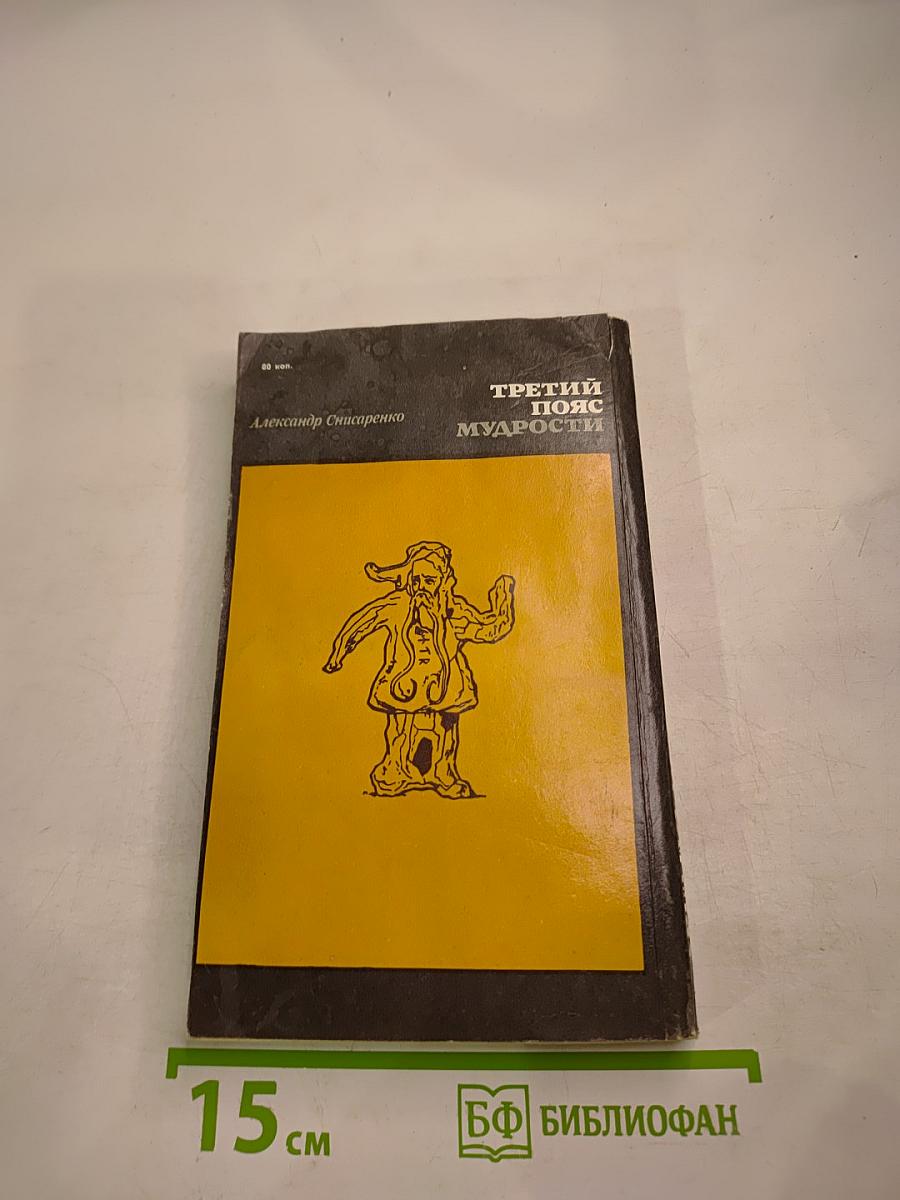 80 коп.
Александр Снисаренко
ТРЕТИЙ
ПОЯС
МУДРОСТИ
15 см
БФ БИБЛИОФАН